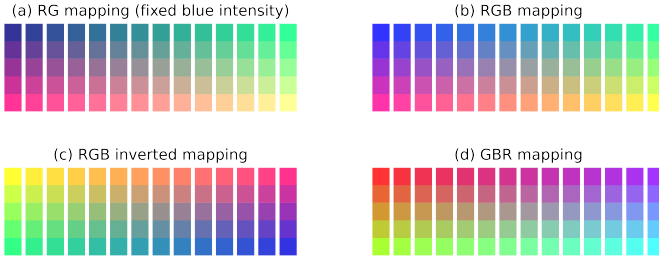 (a) RG mapping (fixed blue intensity)
(b) RGB mapping
(c) RGB inverted mapping
(d) GBR mapping